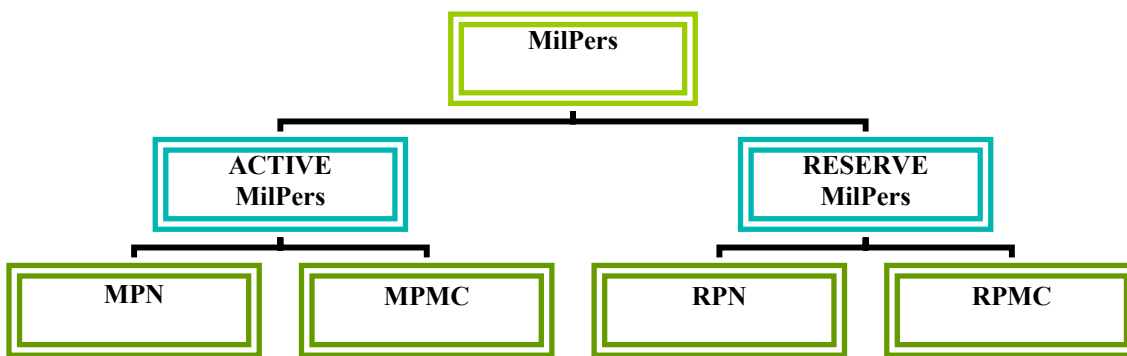 MilPers
ACTIVE
MilPers
RESERVE
MilPers
MPN
MPMC
RPN
RPMC